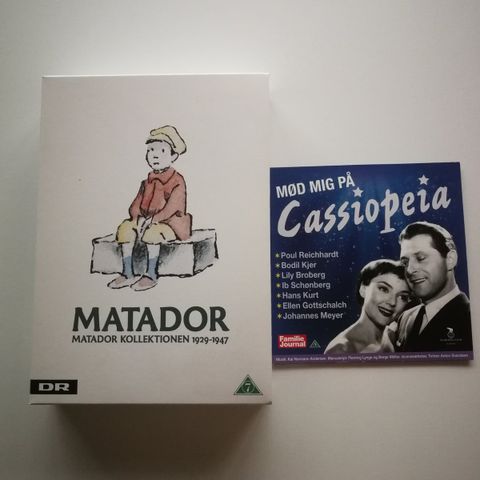 MATADOR
MATADOR KOLLEKTIONEN 1929-1947
DR
7
MØD MIG PÅ
Cassiopeia
Poul Reichhardt
Bodil Kjer
Lily Broberg
Ib Schønberg
Hans Kurt
Ellen Gottschalch
Johannes Meyer
Familie
Journal